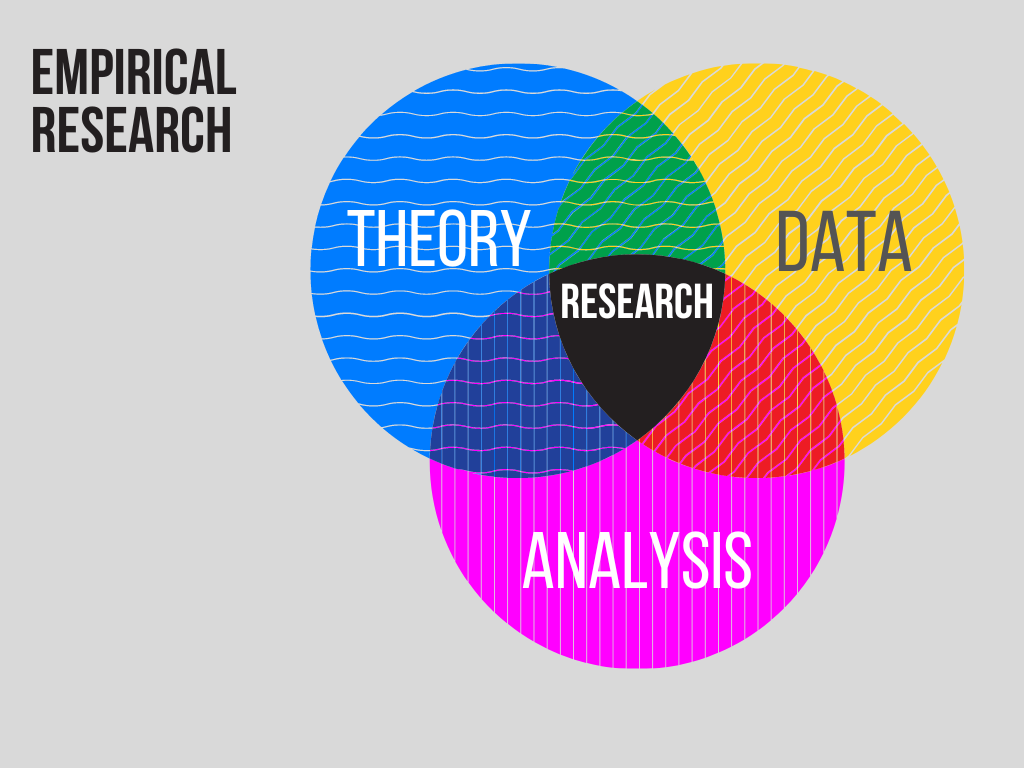 EMPIRICAL
RESEARCH
THEORY
DATA
RESEARCH
ANALYSIS